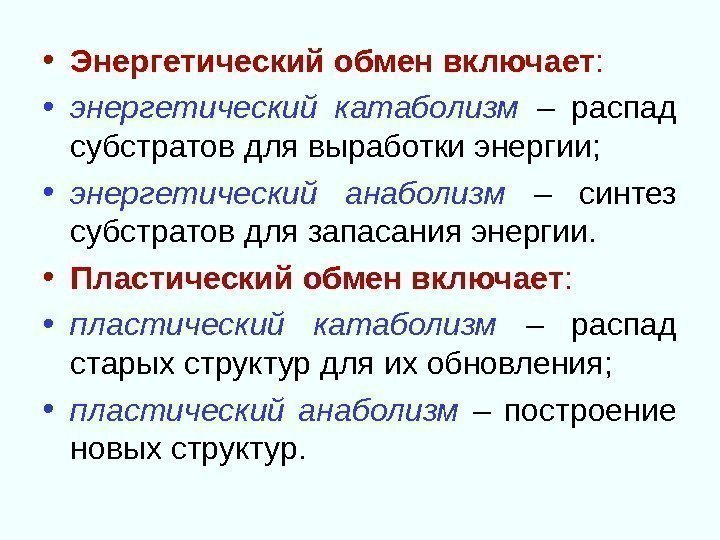 • Энергетический обмен включает:
• энергетический катаболизм – распад
субстратов для выработки энергии;
• энергетический анаболизм – синтез
субстратов для запасания энергии.
• Пластический обмен включает:
• пластический катаболизм – распад
старых структур для их обновления;
• пластический анаболизм – построение
новых структур.